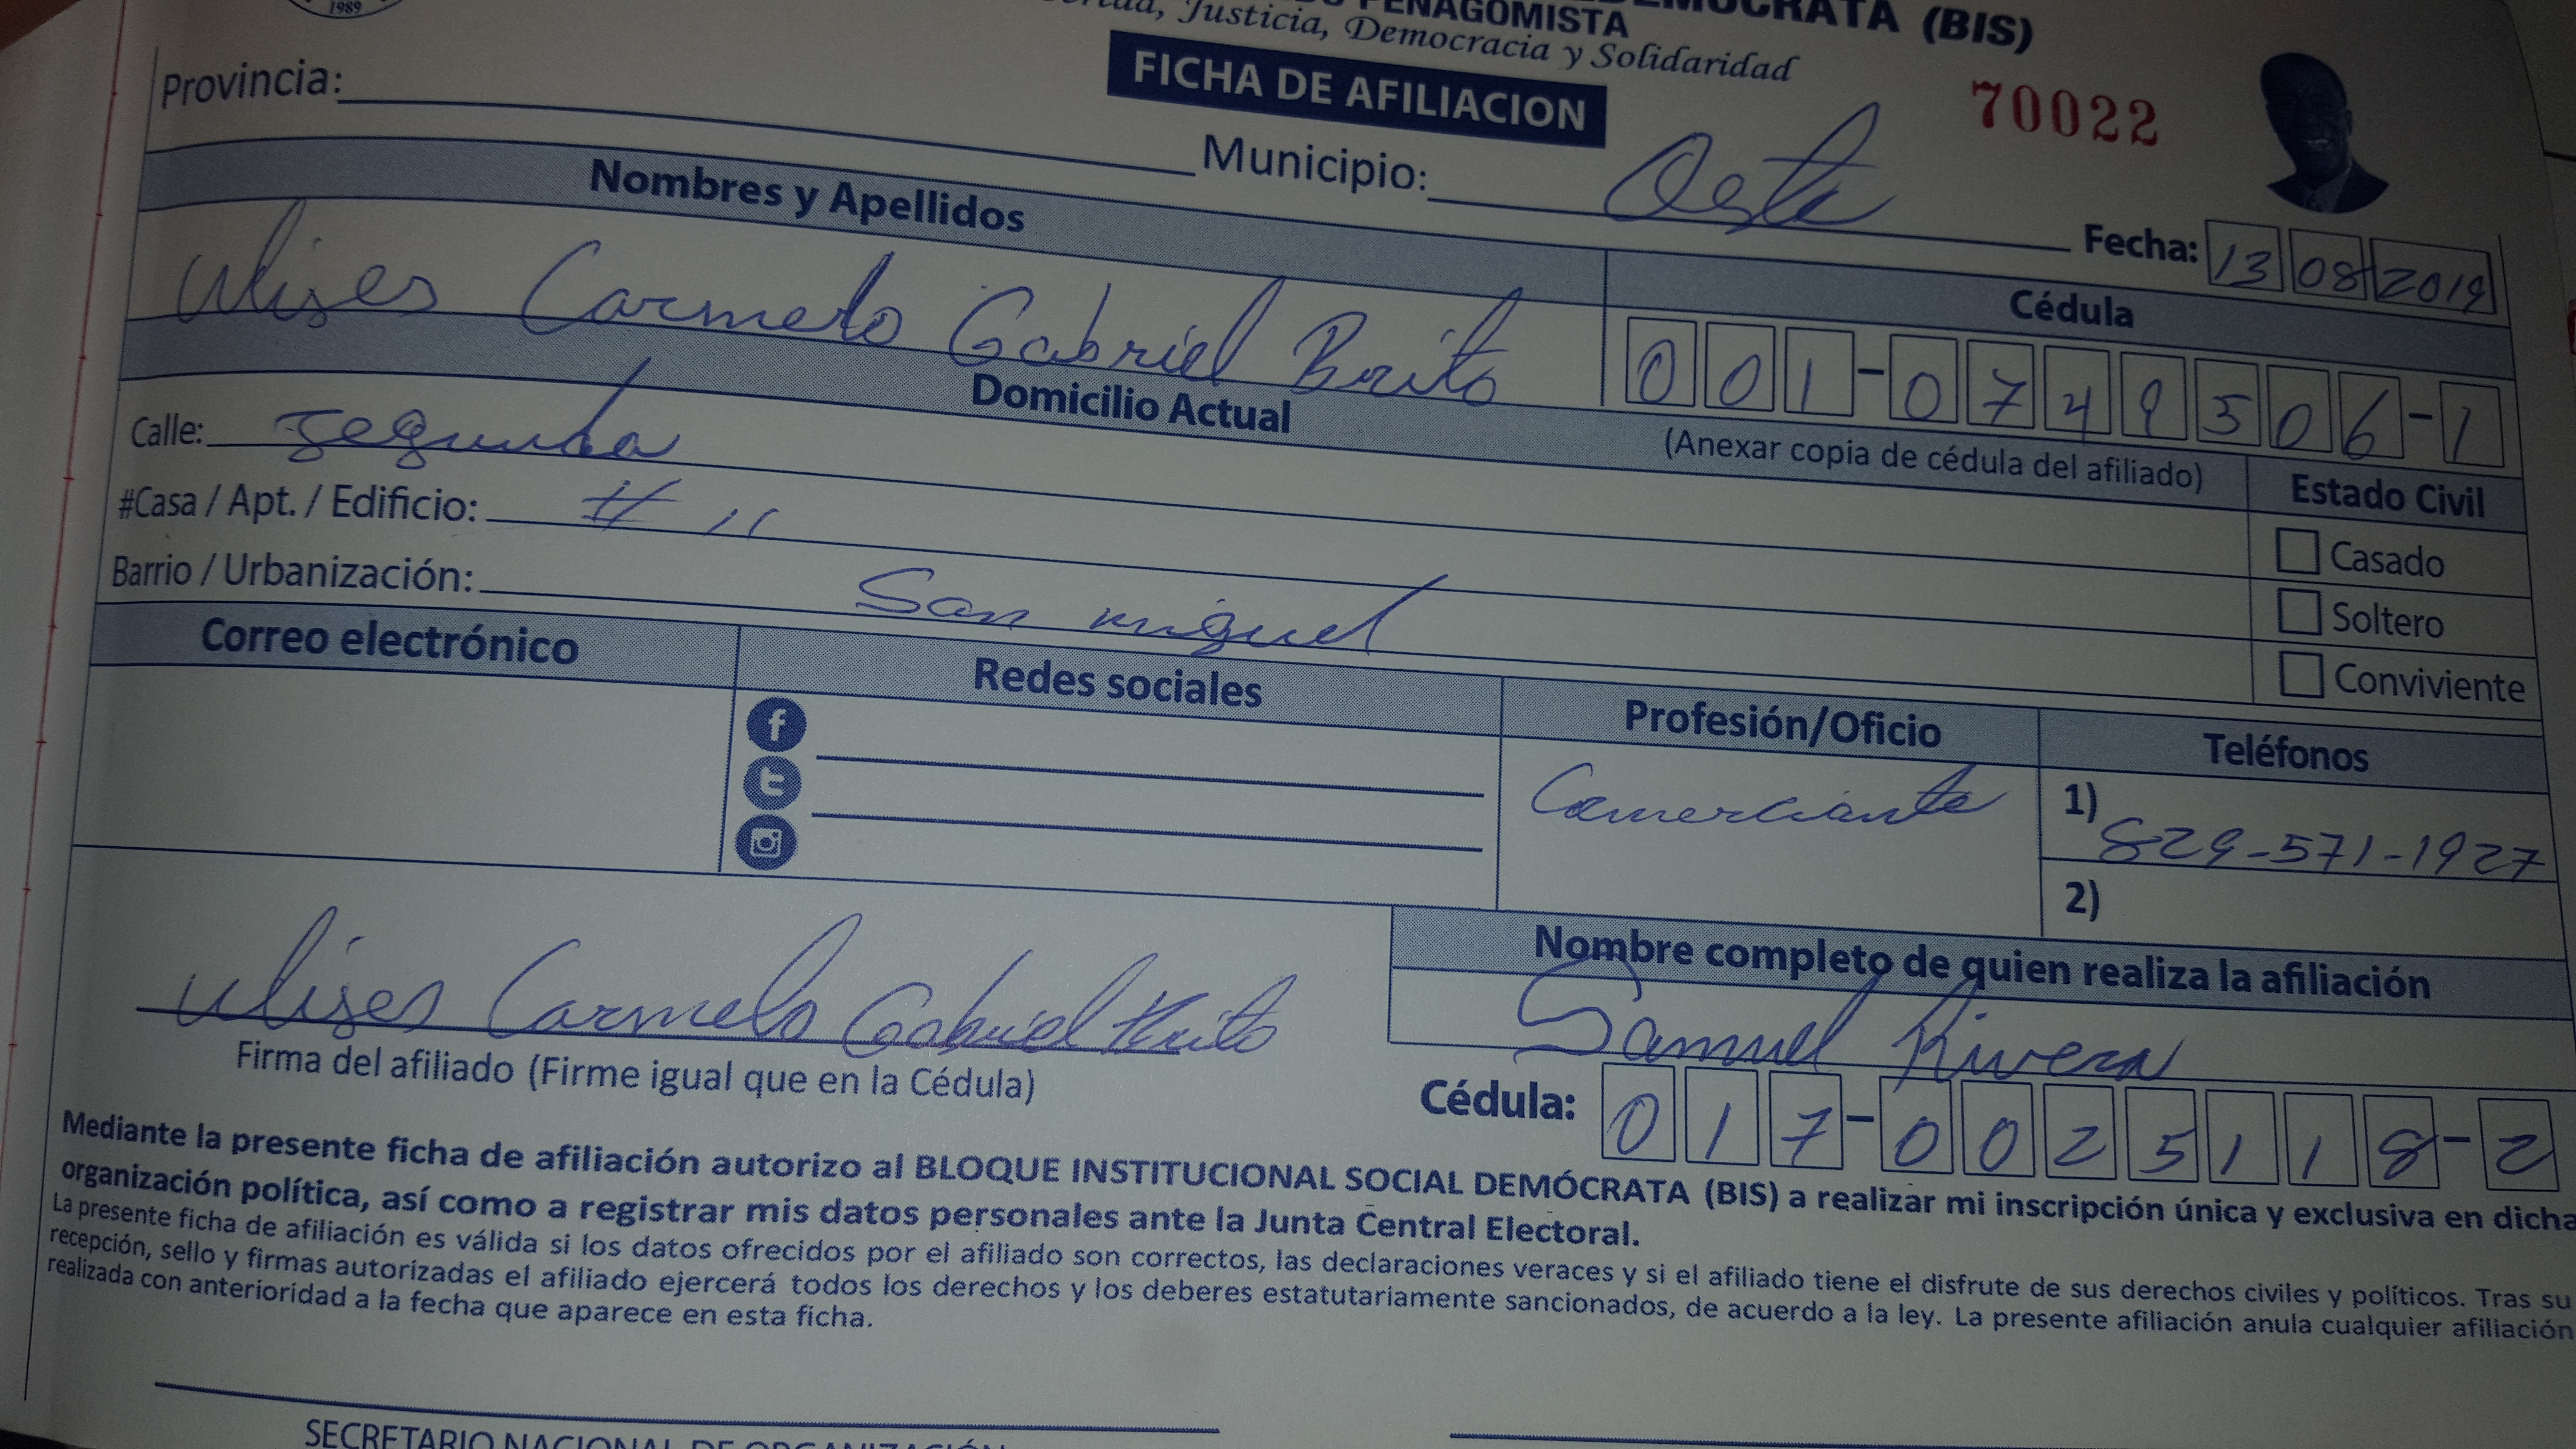 1989
DEMÓCRATA (BIS)
PEÑAGOMISTA
Justicia, Democracia y Solidaridad
FICHA DE AFILIACION
70022
Provincia:
Municipio: Oeste
Fecha: 13 08 2019
Nombres y Apellidos
Cédula
Ulises Carmelo Gabriel Brito
001-0749506-1
(Anexar copia de cédula del afiliado)
Domicilio Actual
Estado Civil
Calle: segunda
#Casa / Apt. / Edificio: # 11
Barrio / Urbanización: San miguel
Casado
Soltero
Conviviente
Correo electrónico
Redes sociales
Profesión/Oficio
Teléfonos
Comerciante
1) 829-571-1927
2)
Ulises Carmelo Gabriel Brito
Firma del afiliado (Firme igual que en la Cédula)
Nombre completo de quien realiza la afiliación
Samuel Rivera
Cédula: 017-0025118-2
Mediante la presente ficha de afiliación autorizo al BLOQUE INSTITUCIONAL SOCIAL DEMÓCRATA (BIS) a realizar mi inscripción única y exclusiva en dicha
organización política, así como a registrar mis datos personales ante la Junta Central Electoral.
La presente ficha de afiliación es válida si los datos ofrecidos por el afiliado son correctos, las declaraciones veraces y si el afiliado tiene el disfrute de sus derechos civiles y políticos. Tras su
recepción, sello y firmas autorizadas el afiliado ejercerá todos los derechos y los deberes estatutariamente sancionados, de acuerdo a la ley. La presente afiliación anula cualquier afiliación
realizada con anterioridad a la fecha que aparece en esta ficha.
SECRETARIO NACIONAL DE ORGANIZACIÓN